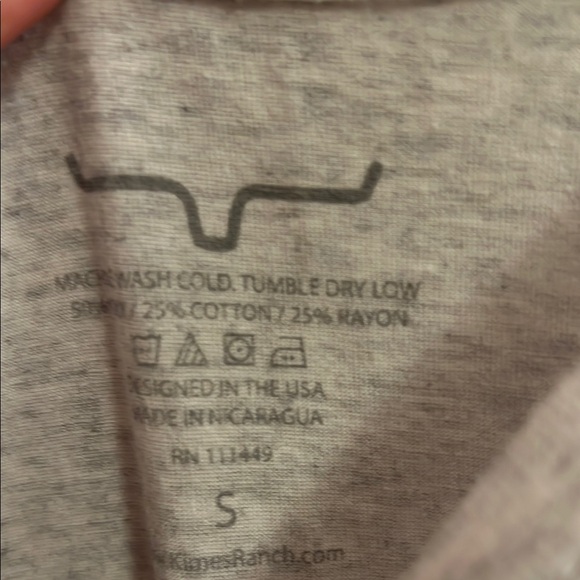 WASH COLD. TUMBLE DRY LOW
/ 25% COTTON / 25% RAYON
DESIGNED IN THE USA
MADE IN NICARAGUA
RN 111449
S
KimesRanch.com